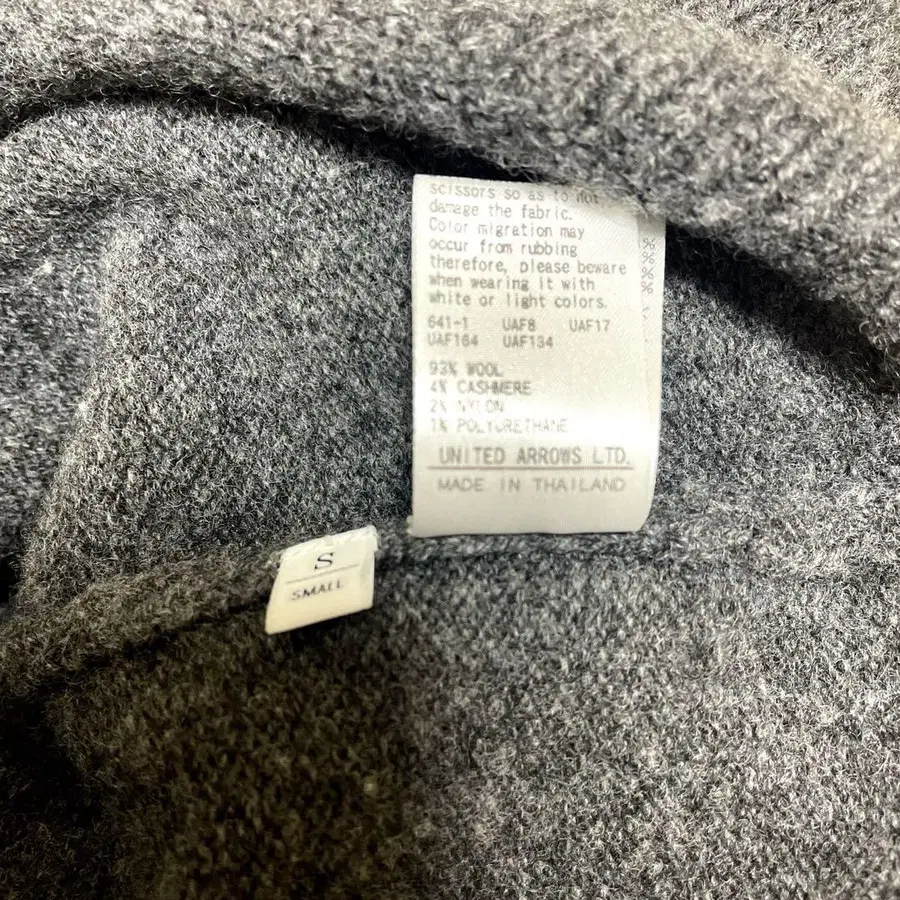 scissors so as to not
damage the fabric.
Color migration may
occur from rubbing
therefore, please beware
when wearing it with
white or light colors.
641-1 UAF8 UAF17
UAF164 UAF134
93% WOOL
4% CASHMERE
2% NYLON
1% POLYURETHANE
UNITED ARROWS LTD.
MADE IN THAILAND
S
SMALL